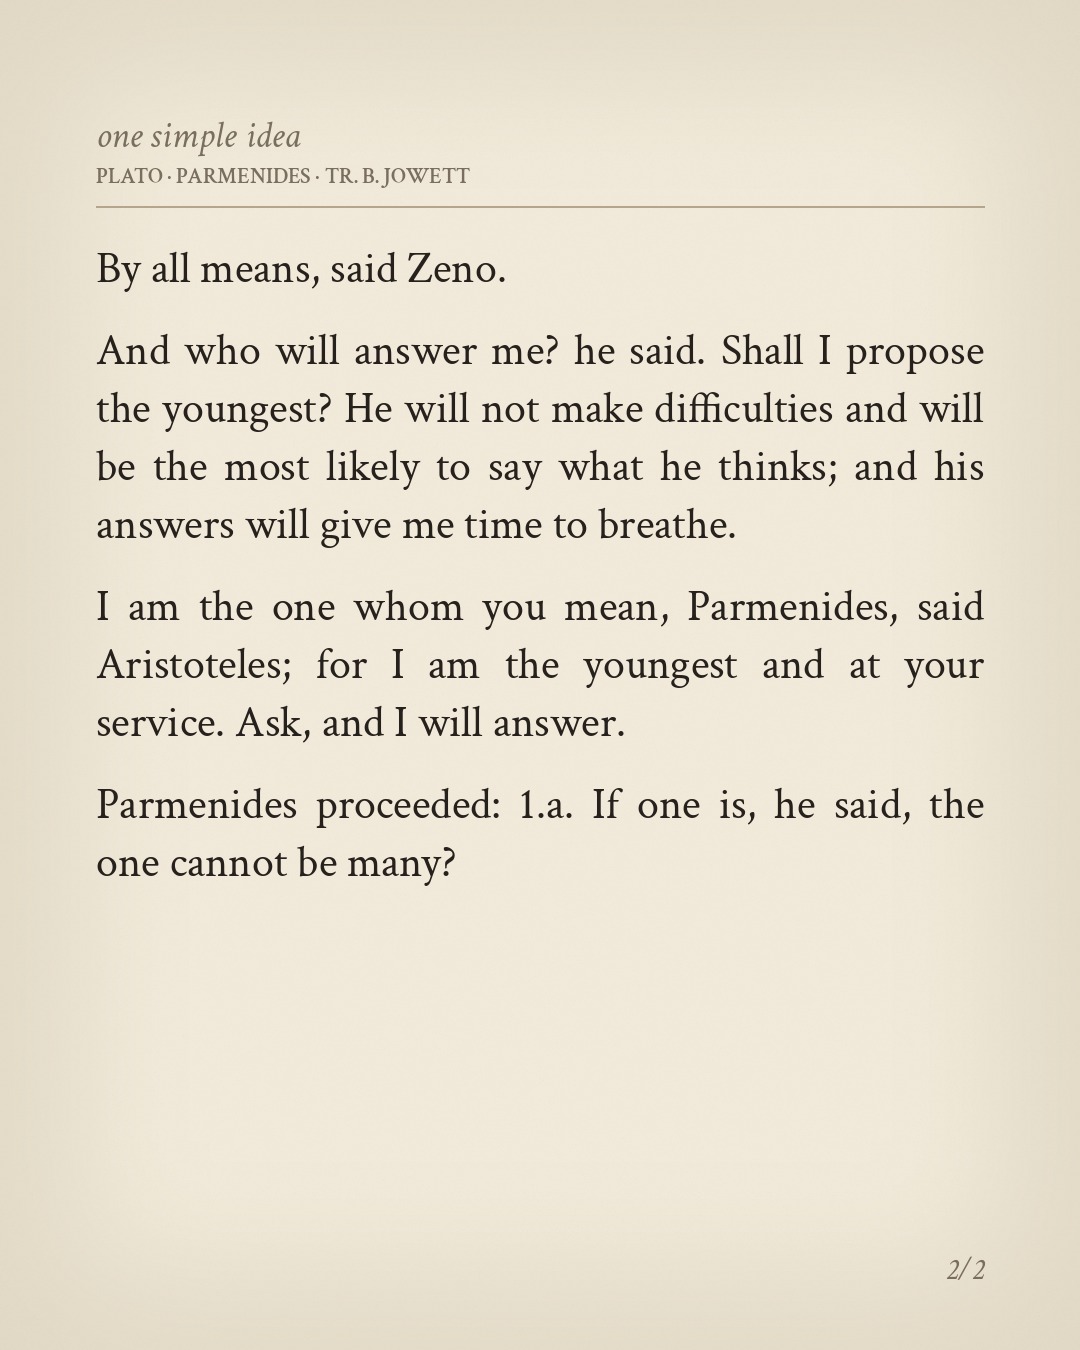 one simple idea
PLATO · PARMENIDES · TR. B. JOWETT
By all means, said Zeno.
And who will answer me? he said. Shall I propose
the youngest? He will not make difficulties and will
be the most likely to say what he thinks; and his
answers will give me time to breathe.
I am the one whom you mean, Parmenides, said
Aristoteles; for I am the youngest and at your
service. Ask, and I will answer.
Parmenides proceeded: 1.a. If one is, he said, the
one cannot be many?
2/2